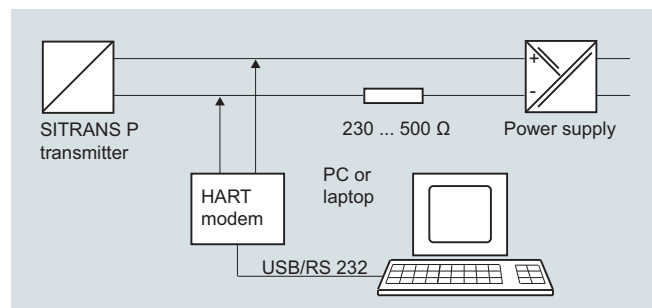 +
-
SITRANS P
transmitter
230 ... 500 Ω
Power supply
PC or
laptop
HART
modem
USB/RS 232